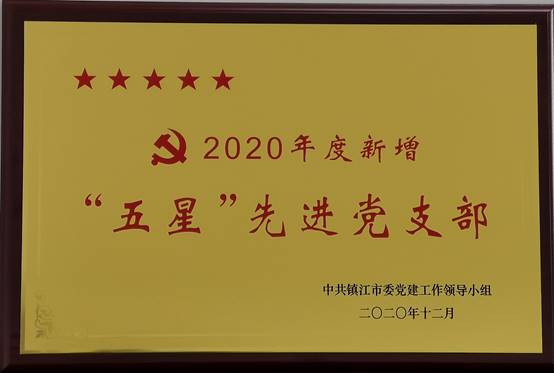 2020年度新增
“五星”先进党支部
中共镇江市委党建工作领导小组
二〇二〇年十二月